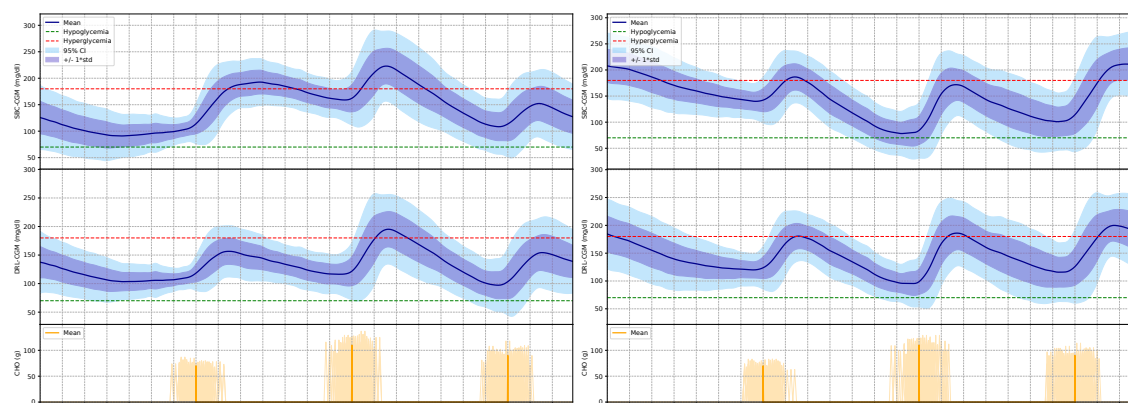 300
250
200
150
100
50
SBC-CGM (mg/dl)
Mean
Hypoglycemia
Hyperglycemia
95% CI
+/- 1*std
300
250
200
150
100
50
DRL-CGM (mg/dl)
100
50
0
CHO (g)
Mean
300
250
200
150
100
50
SBC-CGM (mg/dl)
Mean
Hypoglycemia
Hyperglycemia
95% CI
+/- 1*std
300
250
200
150
100
50
DRL-CGM (mg/dl)
100
50
0
CHO (g)
Mean